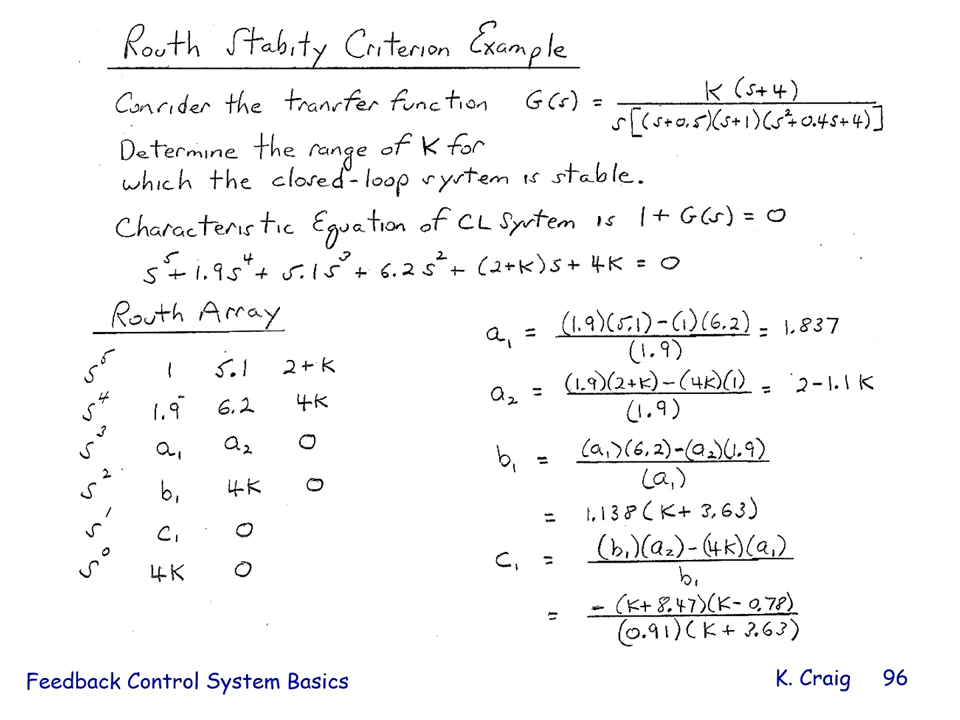 Routh Stabity Criterion Example
Consider the transfer function G(s) = K(s+4) / s[(s+0.5)(s+1)(s²+0.4s+4)]
Determine the range of K for
which the closed-loop system is stable.
Characteristic Equation of CL System is 1 + G(s) = 0
s⁵ + 1.9s⁴ + 5.1s³ + 6.2s² + (2+K)s + 4K = 0
Routh Array
s⁵ 1 5.1 2+K
s⁴ 1.9 6.2 4K
s³ a₁ a₂ 0
s² b₁ 4K 0
s¹ c₁ 0
s⁰ 4K 0
a₁ = (1.9)(5.1)-(1)(6.2) / (1.9) = 1.837
a₂ = (1.9)(2+K)-(4K)(1) / (1.9) = 2-1.1K
b₁ = (a₁)(6.2)-(a₂)(1.9) / (a₁)
= 1.138(K+3.63)
c₁ = (b₁)(a₂)-(4K)(a₁) / b₁
= -(K+8.47)(K-0.78) / (0.91)(K+3.63)
Feedback Control System Basics
K. Craig 96